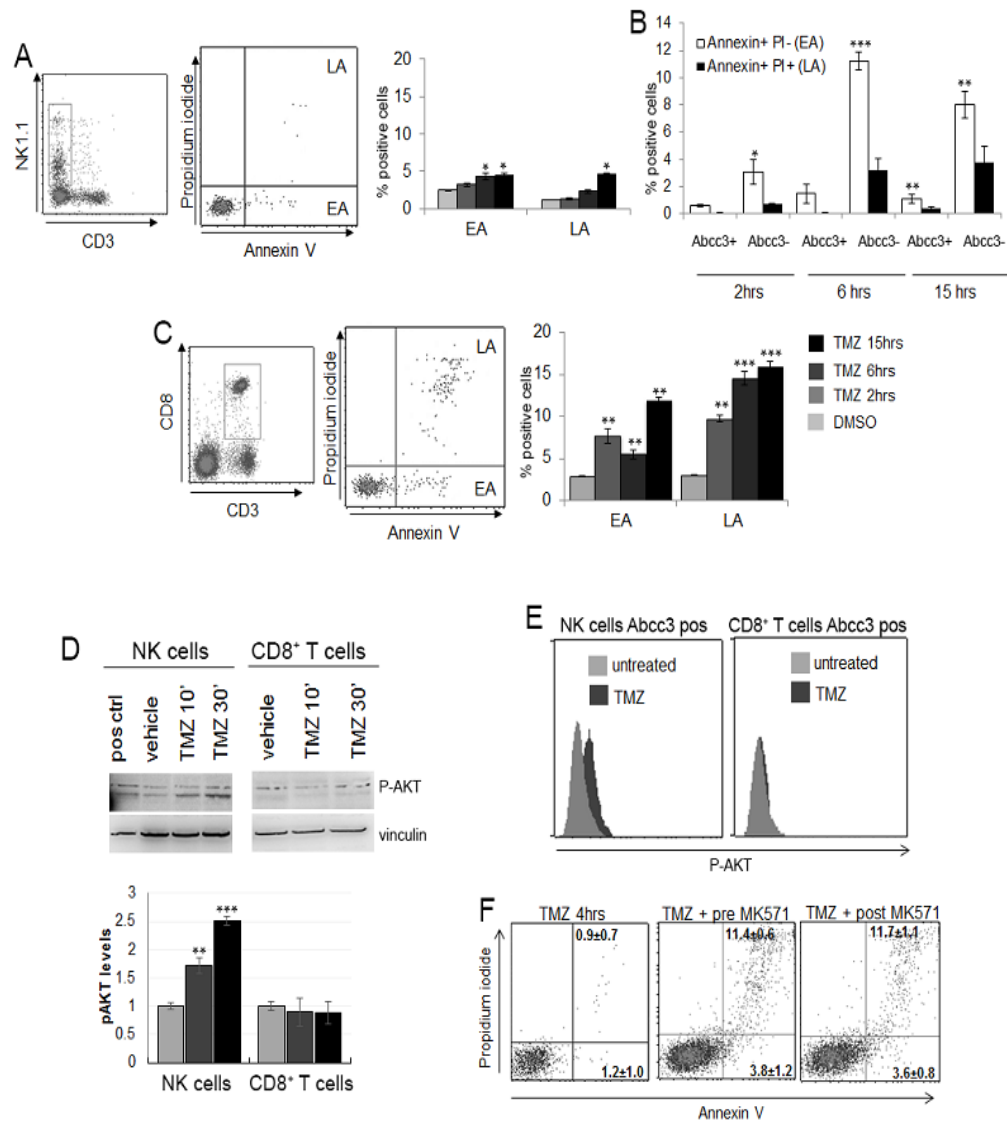 A
NK1.1
CD3
Propidium iodide
LA
EA
Annexin V
% positive cells
20
15
10
5
0
* * *
EA LA
B
% positive cells
14
12
10
8
6
4
2
0
Annexin+ PI- (EA)
Annexin+ PI+ (LA)
* *** ** **
Abcc3+ Abcc3- Abcc3+ Abcc3- Abcc3+ Abcc3-
2hrs 6 hrs 15 hrs
C
CD8
CD3
Propidium iodide
LA
EA
Annexin V
% positive cells
20
15
10
5
0
** ** ** ** *** ***
EA LA
TMZ 15hrs
TMZ 6hrs
TMZ 2hrs
DMSO
D
NK cells CD8⁺ T cells
pos ctrl
vehicle
TMZ 10'
TMZ 30'
vehicle
TMZ 10'
TMZ 30'
P-AKT
vinculin
pAKT levels
3
2.5
2
1.5
1
0.5
0
** ***
NK cells CD8⁺ T cells
E
NK cells Abcc3 pos
untreated
TMZ
CD8⁺ T cells Abcc3 pos
untreated
TMZ
P-AKT
F
Propidium iodide
TMZ 4hrs
0.9±0.7
1.2±1.0
TMZ + pre MK571
11.4±0.6
3.8±1.2
TMZ + post MK571
11.7±1.1
3.6±0.8
Annexin V